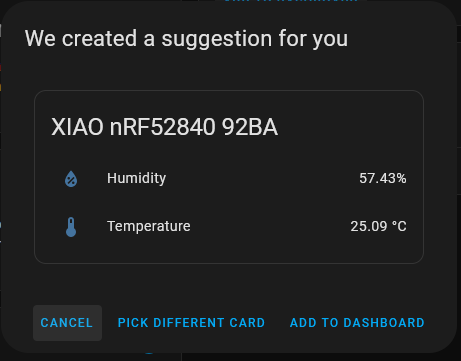 We created a suggestion for you
XIAO nRF52840 92BA
Humidity 57.43%
Temperature 25.09 °C
CANCEL PICK DIFFERENT CARD ADD TO DASHBOARD